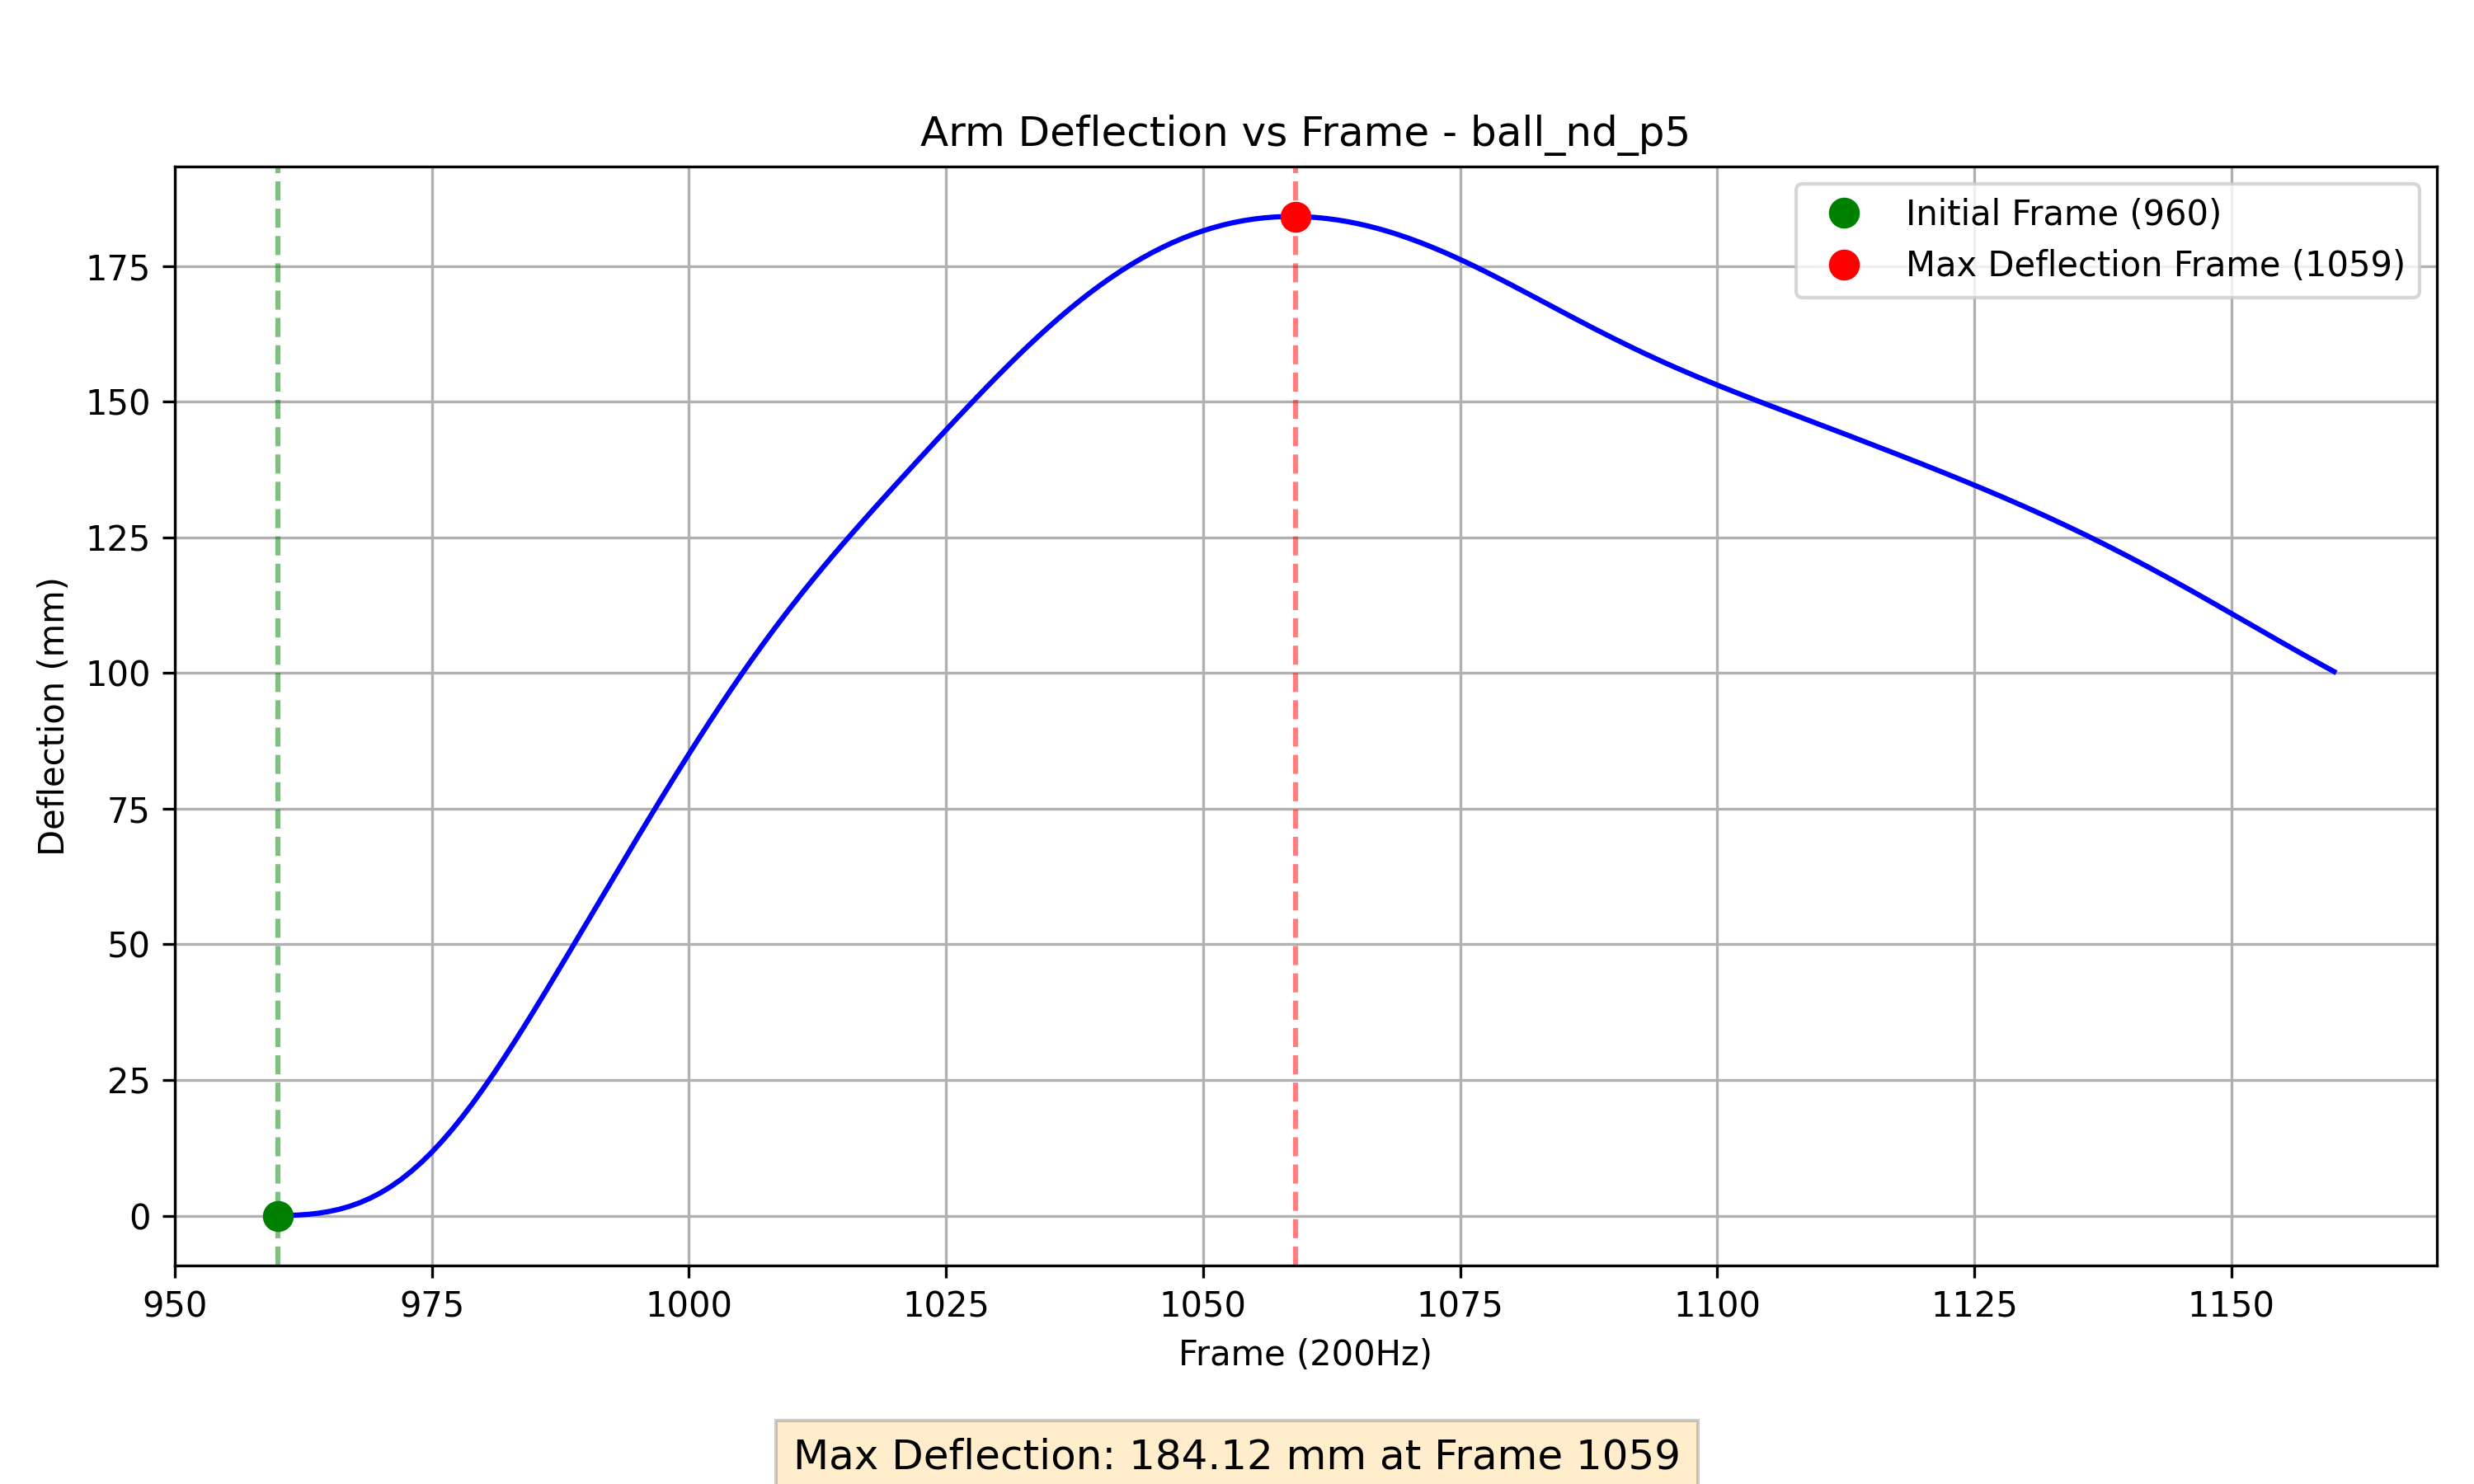 Arm Deflection vs Frame - ball_nd_p5
Initial Frame (960)
Max Deflection Frame (1059)
Deflection (mm)
175
150
125
100
75
50
25
0
950 975 1000 1025 1050 1075 1100 1125 1150
Frame (200Hz)
Max Deflection: 184.12 mm at Frame 1059